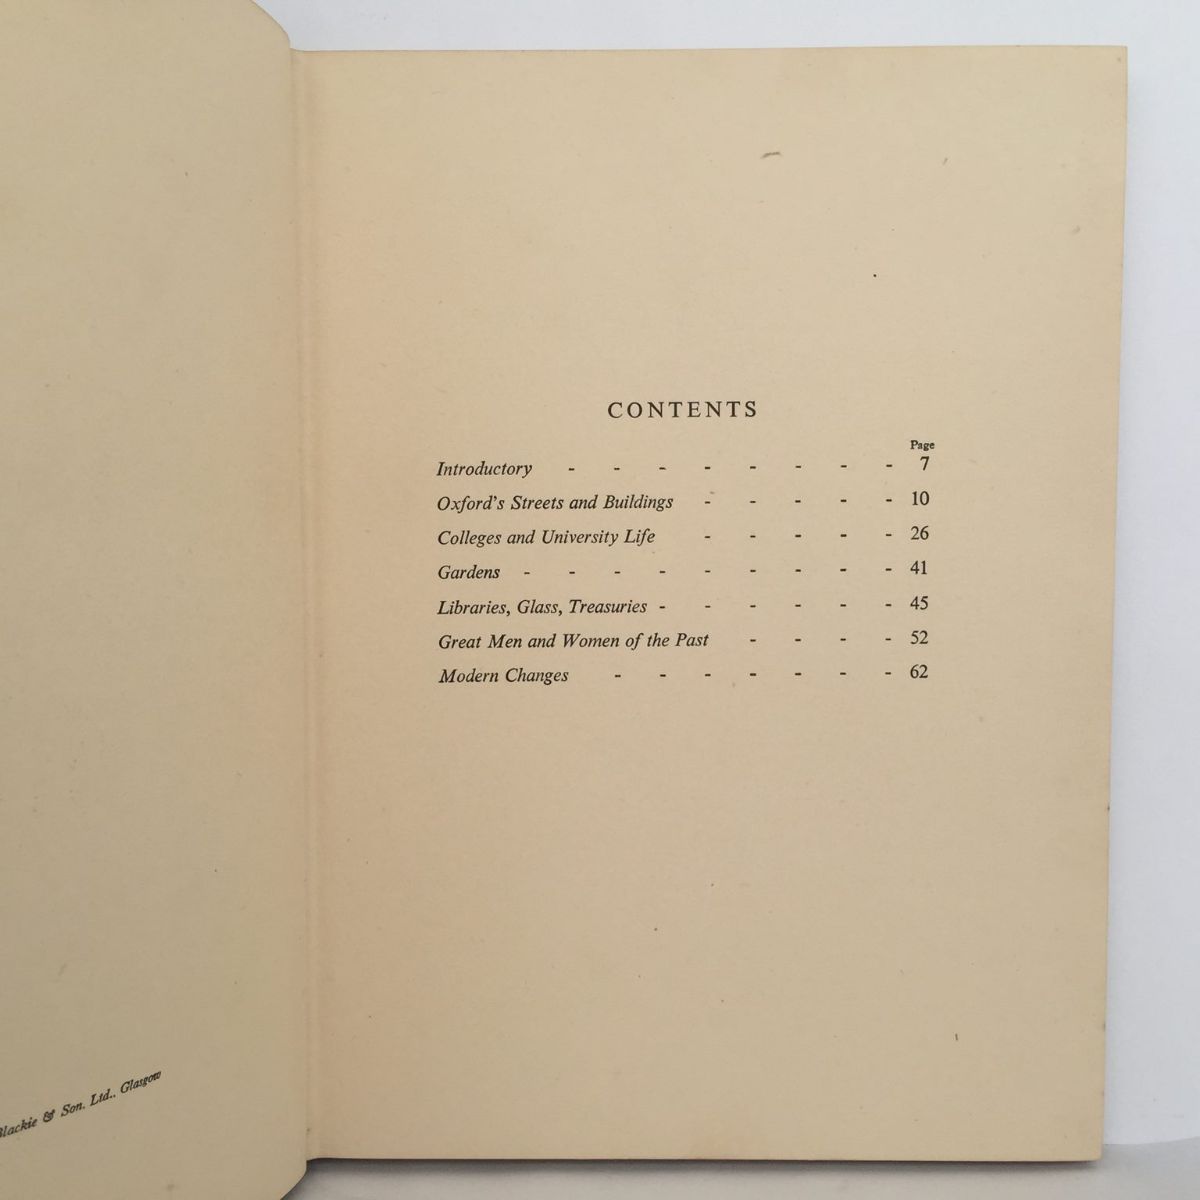 Blackie & Son. Ltd.. Glasgow
CONTENTS
Page
Introductory - - - - - - - - 7
Oxford's Streets and Buildings - - - - - 10
Colleges and University Life - - - - - 26
Gardens - - - - - - - - - 41
Libraries, Glass, Treasuries - - - - - - 45
Great Men and Women of the Past - - - - 52
Modern Changes - - - - - - - 62